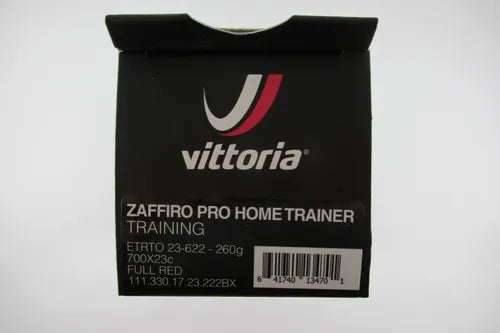 vittoria®
ZAFFIRO PRO HOME TRAINER
TRAINING
ETRTO 23-622 - 260g
700X23c
FULL RED
111.330.17.23.222BX
6 41740 13470 1